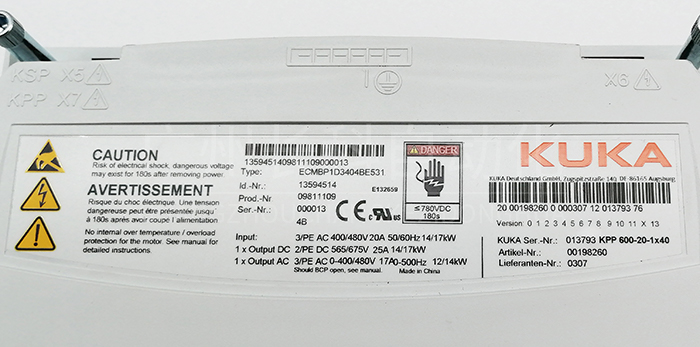 KSP X5
KPP X7
X6
CAUTION
Risk of electrical shock, dangerous voltage
may exist for 180s after removing power.
AVERTISSEMENT
Risque du choc électrique. Une tension
dangereuse peut être présentée jusqu'à
à 180s après avoir coupe l'alimentation
No internal over temperature / overload
protection for the motor. See manual for
detailed instructions.
1359451409811109000013
Type: ECMBP1D3404BE531
Id.-Nr.: 13594514
Prod.-Nr. 09811109
Ser.-Nr.: 000013
4B
E132659
DANGER
≤780VDC
180s
Input: 3/PE AC 400/480V 20A 50/60Hz 14/17kW
1 x Output DC 2/PE DC 565/675V 25A 14/17kW
1 x Output AC 3/PE AC 0-400/480V 17A 0-500Hz 12/14kW
Should BCP open, see manual. Made in China
KUKA
KUKA Deutschland GmbH, Zugspitzstraße 140, DE-86165 Augsburg
20 00198260 0 000307 12 013793 76
Version 0 1 2 3 4 5 6 7 8 9 10 11 X 13
KUKA Ser.-Nr.: 013793 KPP 600-20-1x40
Artikel-Nr.: 00198260
Lieferanten-Nr.: 0307